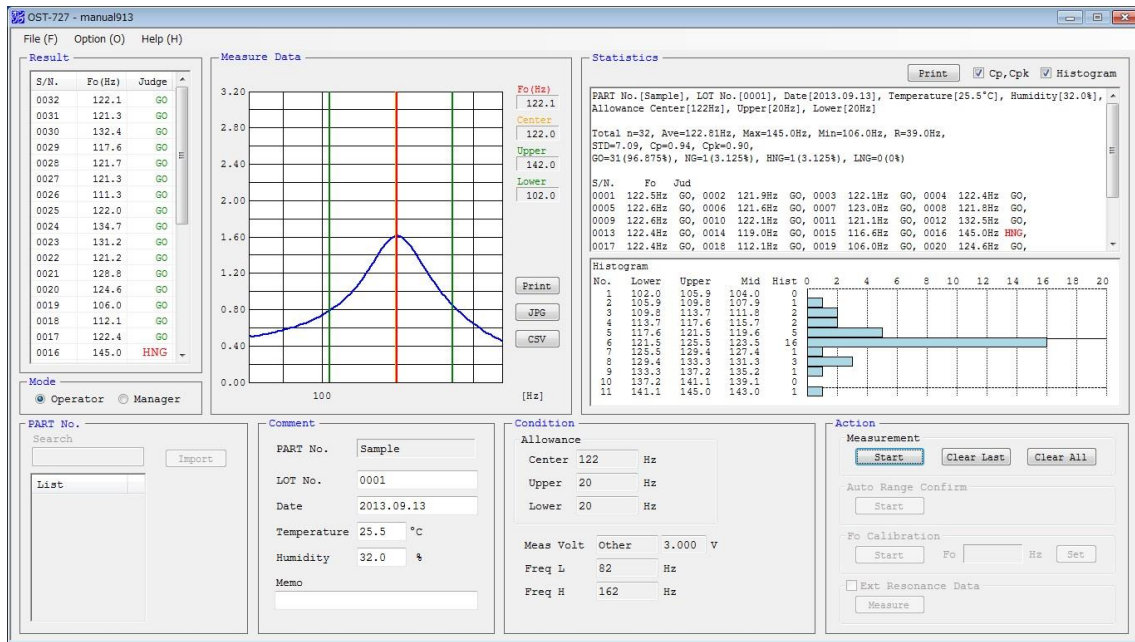 OST-727 - manual913
File (F) Option (O) Help (H)
Result
S/N. Fo(Hz) Judge
0032 122.1 GO
0031 121.3 GO
0030 132.4 GO
0029 117.6 GO
0028 121.7 GO
0027 121.3 GO
0026 111.3 GO
0025 122.0 GO
0024 134.7 GO
0023 131.2 GO
0022 121.2 GO
0021 128.8 GO
0020 124.6 GO
0019 106.0 GO
0018 112.1 GO
0017 122.4 GO
0016 145.0 HNG
Mode
Operator Manager
Measure Data
3.20
2.80
2.40
2.00
1.60
1.20
0.80
0.40
0.00
100 [Hz]
Fo(Hz)
122.1
Center
122.0
Upper
142.0
Lower
102.0
Print
JPG
CSV
Statistics
Print Cp,Cpk Histogram
PART No.[Sample], LOT No.[0001], Date[2013.09.13], Temperature[25.5°C], Humidity[32.0%],
Allowance Center[122Hz], Upper[20Hz], Lower[20Hz]
Total n=32, Ave=122.81Hz, Max=145.0Hz, Min=106.0Hz, R=39.0Hz,
STD=7.09, Cp=0.94, Cpk=0.90,
GO=31(96.875%), NG=1(3.125%), HNG=1(3.125%), LNG=0(0%)
S/N. Fo Jud
0001 122.5Hz GO, 0002 121.9Hz GO, 0003 122.1Hz GO, 0004 122.4Hz GO,
0005 122.6Hz GO, 0006 121.6Hz GO, 0007 123.0Hz GO, 0008 121.8Hz GO,
0009 122.6Hz GO, 0010 122.1Hz GO, 0011 121.1Hz GO, 0012 132.5Hz GO,
0013 122.4Hz GO, 0014 119.0Hz GO, 0015 116.6Hz GO, 0016 145.0Hz HNG,
0017 122.4Hz GO, 0018 112.1Hz GO, 0019 106.0Hz GO, 0020 124.6Hz GO,
Histogram
No. Lower Upper Mid Hist 0 2 4 6 8 10 12 14 16 18 20
1 102.0 105.9 104.0 0
2 105.9 109.8 107.9 1
3 109.8 113.7 111.8 2
4 113.7 117.6 115.7 2
5 117.6 121.5 119.6 5
6 121.5 125.5 123.5 16
7 125.5 129.4 127.4 1
8 129.4 133.3 131.3 3
9 133.3 137.2 135.2 1
10 137.2 141.1 139.1 0
11 141.1 145.0 143.0 1
PART No.
Search
Import
List
Comment
PART No. Sample
LOT No. 0001
Date 2013.09.13
Temperature 25.5 °C
Humidity 32.0 %
Memo
Condition
Allowance
Center 122 Hz
Upper 20 Hz
Lower 20 Hz
Meas Volt Other 3.000 V
Freq L 82 Hz
Freq H 162 Hz
Action
Measurement
Start Clear Last Clear All
Auto Range Confirm
Start
Fo Calibration
Start Fo Hz Set
Ext Resonance Data
Measure